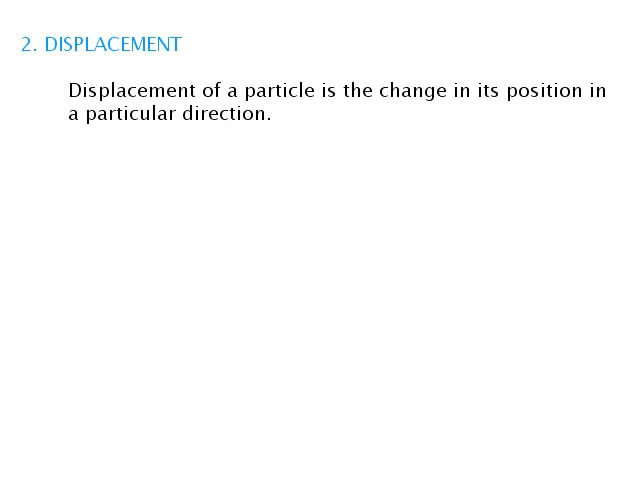 2. DISPLACEMENT
Displacement of a particle is the change in its position in
a particular direction.